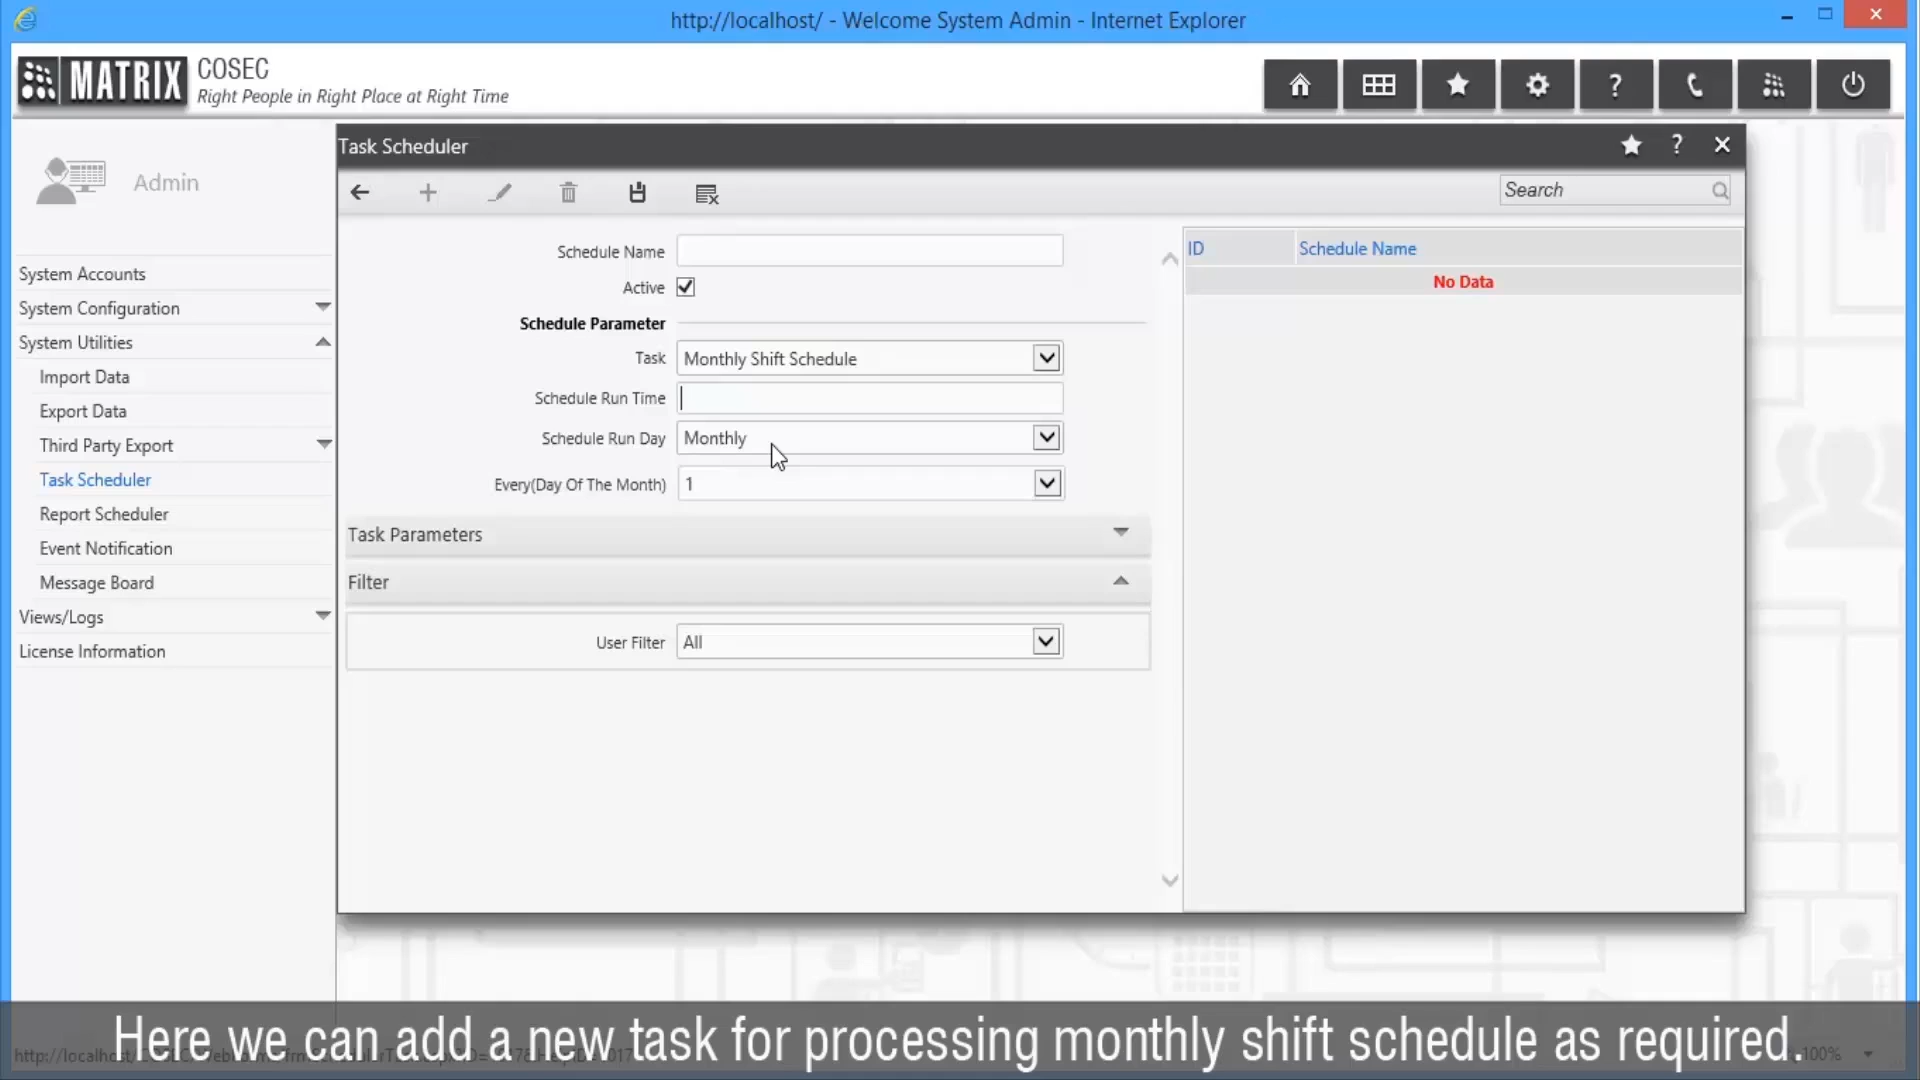 http://localhost/ - Welcome System Admin - Internet Explorer
MATRIX
COSEC
Right People in Right Place at Right Time
Admin
System Accounts
System Configuration
System Utilities
Import Data
Export Data
Third Party Export
Task Scheduler
Report Scheduler
Event Notification
Message Board
Views/Logs
License Information
Task Scheduler
?
Search
Schedule Name
Active
Schedule Parameter
Task Monthly Shift Schedule
Schedule Run Time
Schedule Run Day Monthly
Every(Day Of The Month) 1
Task Parameters
Filter
User Filter All
ID Schedule Name
No Data
Here we can add a new task for processing monthly shift schedule as required.
100%